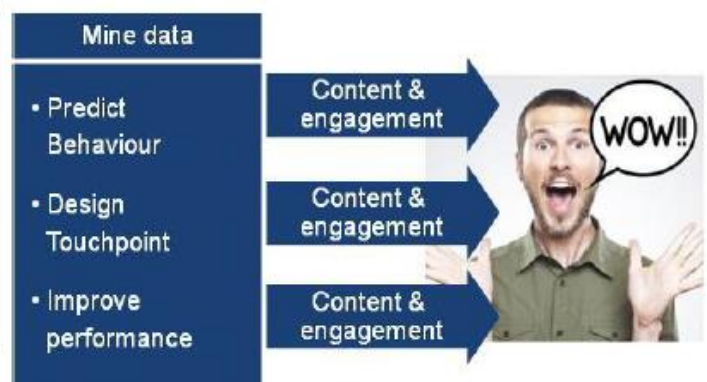 Mine data
• Predict
Behaviour
• Design
Touchpoint
• Improve
performance
Content &
engagement
Content &
engagement
Content &
engagement
WOW!!